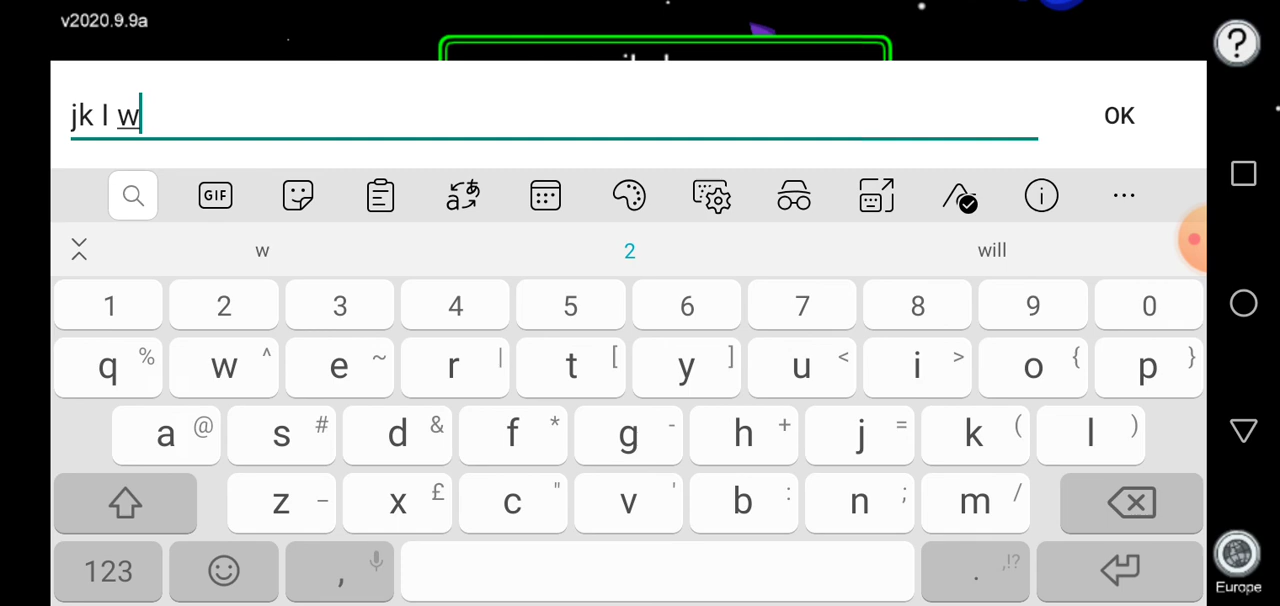 v2020.9.9a
jk I w
OK
GIF
w 2 will
1 2 3 4 5 6 7 8 9 0
q % w ^ e ~ r | t [ y ] u < i > o { p }
a @ s # d & f * g - h + j = k ( l )
z – x £ c " v ' b : n ; m /
123 , . ,!?
Europe